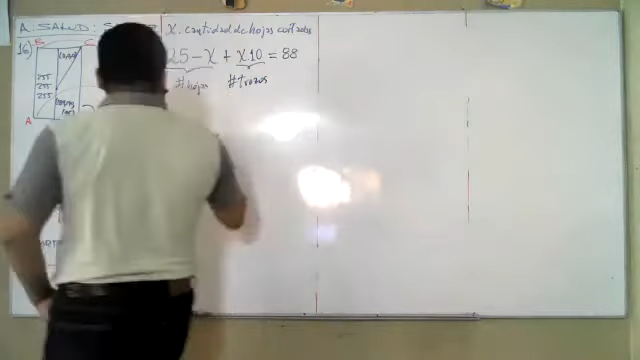 A. SALUD:
X: cantidad de hojas cortadas
16)
B C
25 - x + x.10 = 88
# hojas # trozos
255
255
255
A